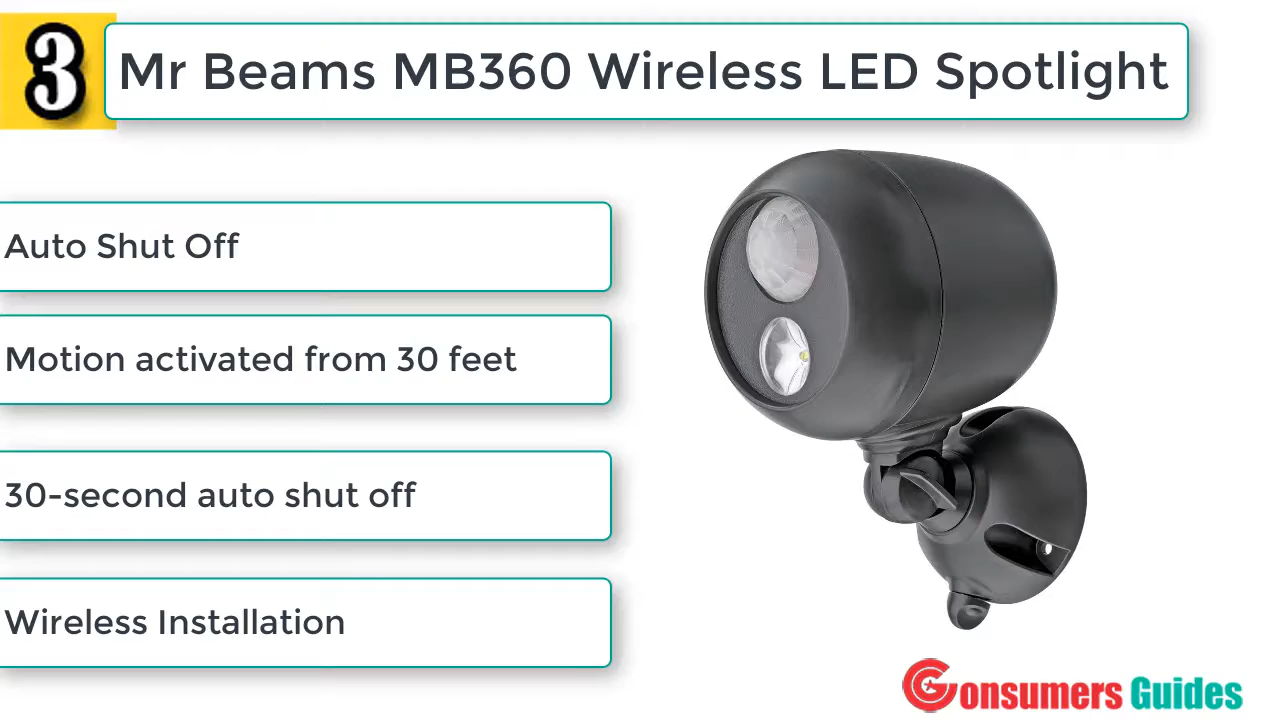 3
Mr Beams MB360 Wireless LED Spotlight
Auto Shut Off
Motion activated from 30 feet
30-second auto shut off
Wireless Installation
Consumers Guides